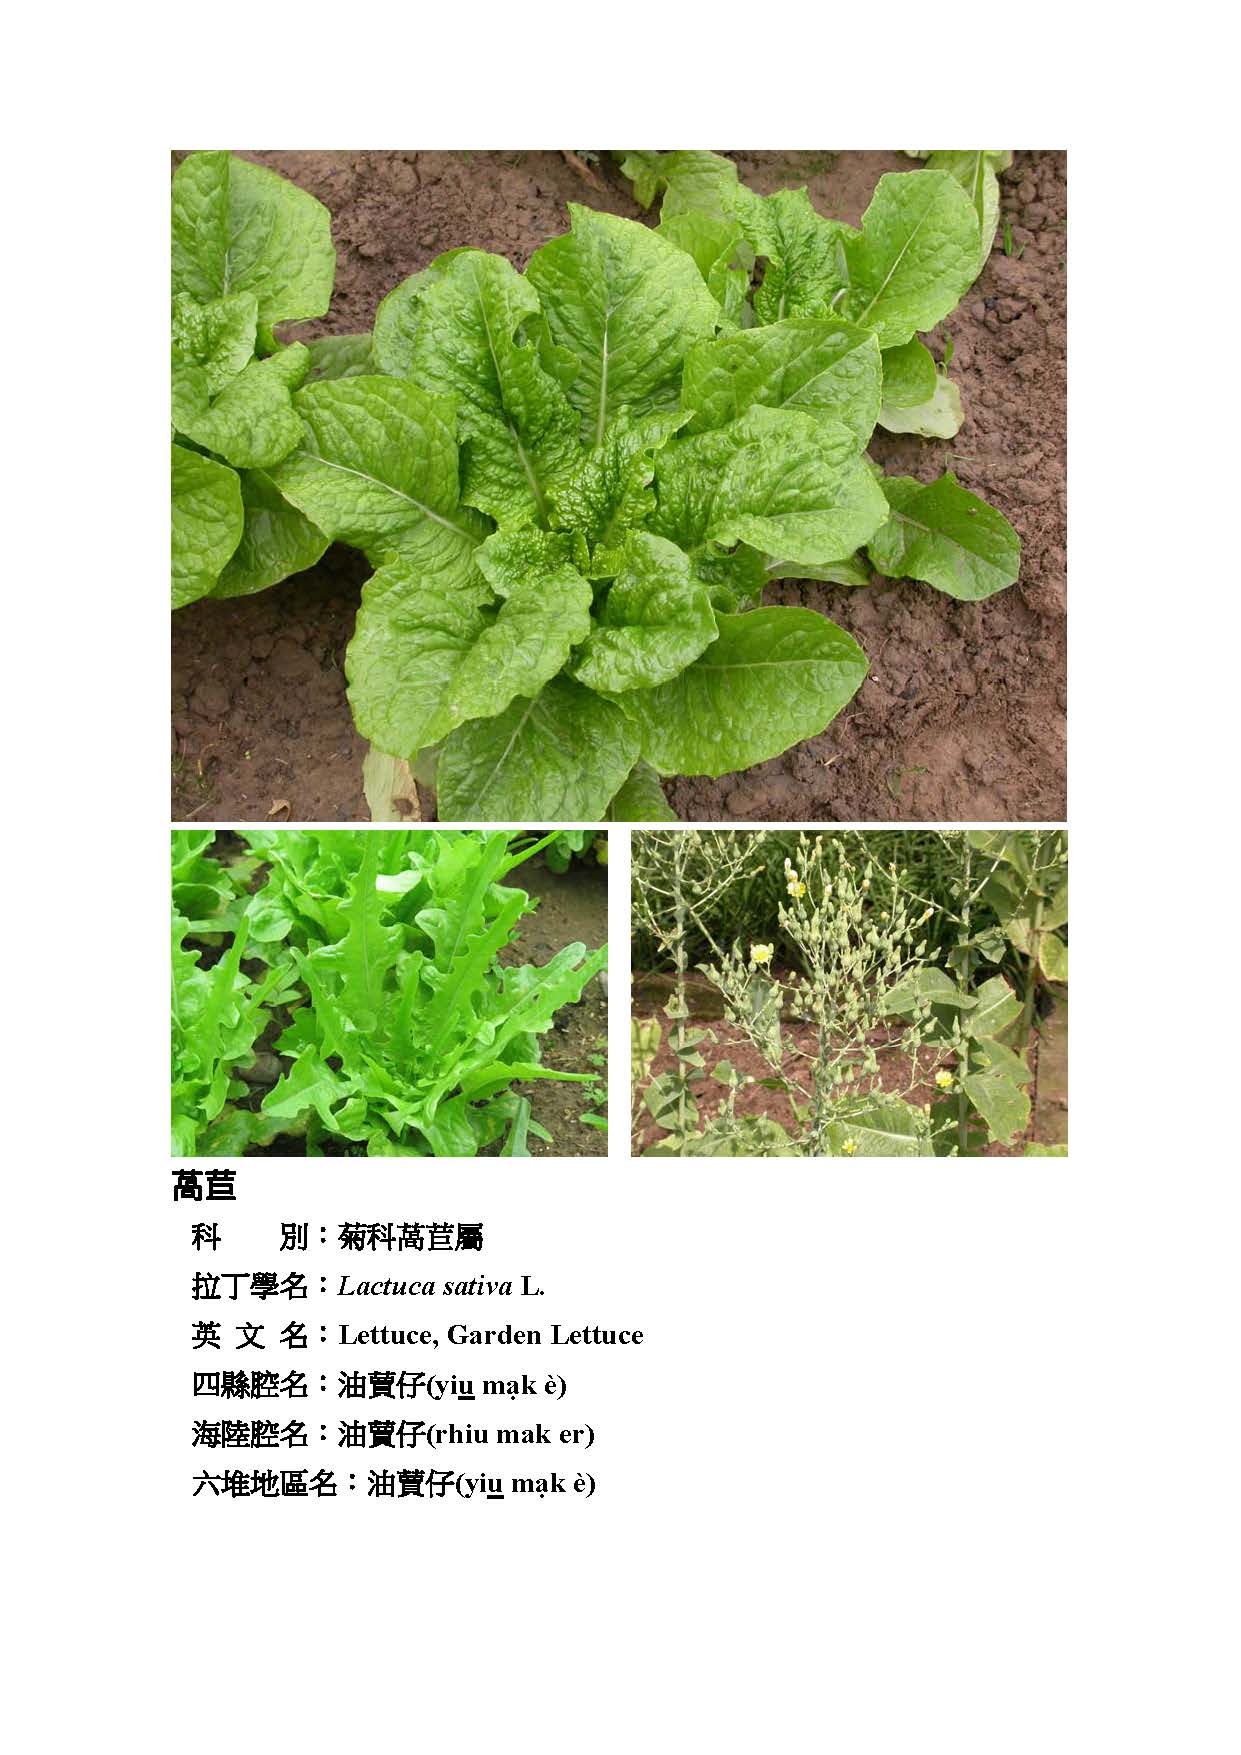 萵苣
科　　別：菊科萵苣屬
拉丁學名：Lactuca sativa L.
英 文 名：Lettuce, Garden Lettuce
四縣腔名：油蕒仔(yiu mạk è)
海陸腔名：油蕒仔(rhiu mak er)
六堆地區名：油蕒仔(yiu mạk è)